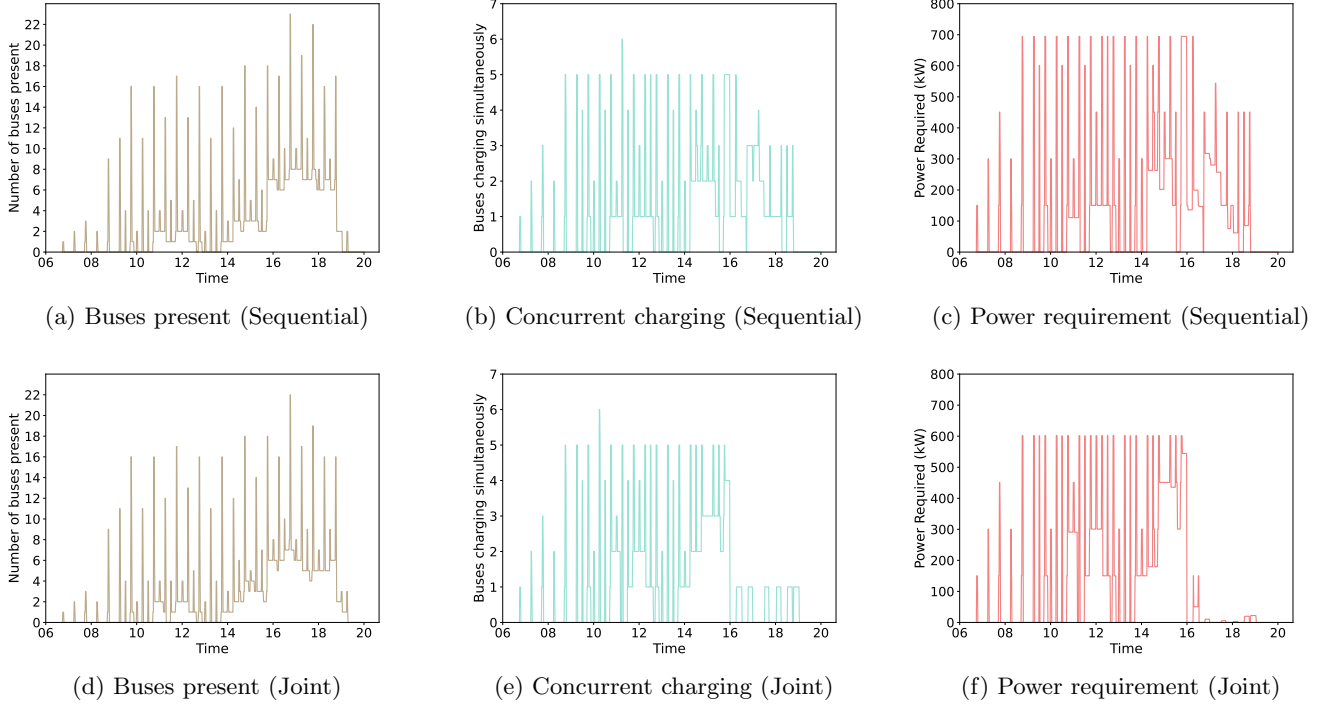 Number of buses present
22
20
18
16
14
12
10
8
6
4
2
0
06 08 10 12 14 16 18 20
Time
(a) Buses present (Sequential)
Buses charging simultaneously
7
6
5
4
3
2
1
0
06 08 10 12 14 16 18 20
Time
(b) Concurrent charging (Sequential)
Power Required (kW)
800
700
600
500
400
300
200
100
0
06 08 10 12 14 16 18 20
Time
(c) Power requirement (Sequential)
Number of buses present
22
20
18
16
14
12
10
8
6
4
2
0
06 08 10 12 14 16 18 20
Time
(d) Buses present (Joint)
Buses charging simultaneously
7
6
5
4
3
2
1
0
06 08 10 12 14 16 18 20
Time
(e) Concurrent charging (Joint)
Power Required (kW)
800
700
600
500
400
300
200
100
0
06 08 10 12 14 16 18 20
Time
(f) Power requirement (Joint)